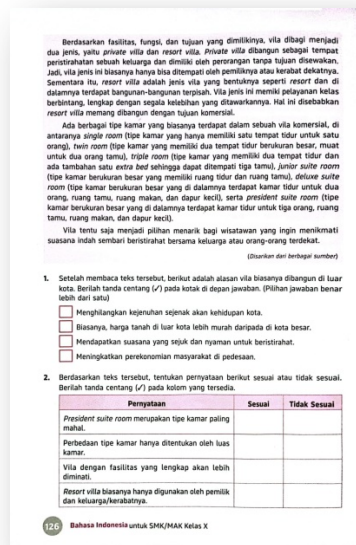 Berdasarkan fasilitas, fungsi, dan tujuan yang dimilikinya, vila dibagi menjadi
dua jenis, yaitu private villa dan resort villa. Private villa dibangun sebagai tempat
peristirahatan sebuah keluarga dan dimiliki oleh perorangan tanpa tujuan disewakan.
Jadi, vila jenis ini biasanya hanya bisa ditempati oleh pemiliknya atau kerabat dekatnya.
Sementara itu, resort villa adalah jenis vila yang bentuknya seperti resort dan di
dalamnya terdapat bangunan-bangunan terpisah. Vila jenis ini memiki pelayanan kelas
berbintang, lengkap dengan segala kelebihan yang ditawarkannya. Hal ini disebabkan
resort villa memang dibangun dengan tujuan komersial.
Ada berbagai tipe kamar yang biasanya terdapat dalam sebuah vila komersial, di
antaranya single room (tipe kamar yang hanya memiliki satu tempat tidur untuk satu
orang), twin room (tipe kamar yang memiliki dua tempat tidur berukuran besar, muat
untuk dua orang tamu), triple room (tipe kamar yang memiliki dua tempat tidur dan
ada tambahan satu extra bed sehingga dapat ditempati tiga tamu), junior suite room
(tipe kamar berukuran besar yang memiliki ruang tidur dan ruang tamu), deluxe suite
room (tipe kamar berukuran besar yang di dalamnya terdapat kamar tidur untuk dua
orang, ruang tamu, ruang makan, dan dapur kecil), serta president suite room (tipe
kamar berukuran besar yang di dalamnya terdapat kamar tidur untuk tiga orang, ruang
tamu, ruang makan, dan dapur kecil).
Vila tentu saja menjadi pilihan menarik bagi wisatawan yang ingin menikmati
suasana indah sembari beristirahat bersama keluarga atau orang-orang terdekat.
(Disarikan dari berbagai sumber)
1. Setelah membaca teks tersebut, berikut adalah alasan vila biasanya dibangun di luar
kota. Berilah tanda centang (✓) pada kotak di depan jawaban. (Pilihan jawaban benar
lebih dari satu)
Menghilangkan kejenuhan sejenak akan kehidupan kota.
Biasanya, harga tanah di luar kota lebih murah daripada di kota besar.
Mendapatkan suasana yang sejuk dan nyaman untuk beristirahat.
Meningkatkan perekonomian masyarakat di pedesaan.
2. Berdasarkan teks tersebut, tentukan pernyataan berikut sesuai atau tidak sesuai.
Berilah tanda centang (✓) pada kolom yang tersedia.
Pernyataan Sesuai Tidak Sesuai
President suite room merupakan tipe kamar paling
mahal.
Perbedaan tipe kamar hanya ditentukan oleh luas
kamar.
Vila dengan fasilitas yang lengkap akan lebih
diminati.
Resort villa biasanya hanya digunakan oleh pemilik
dan keluarga/kerabatnya.
126 Bahasa Indonesia untuk SMK/MAK Kelas X